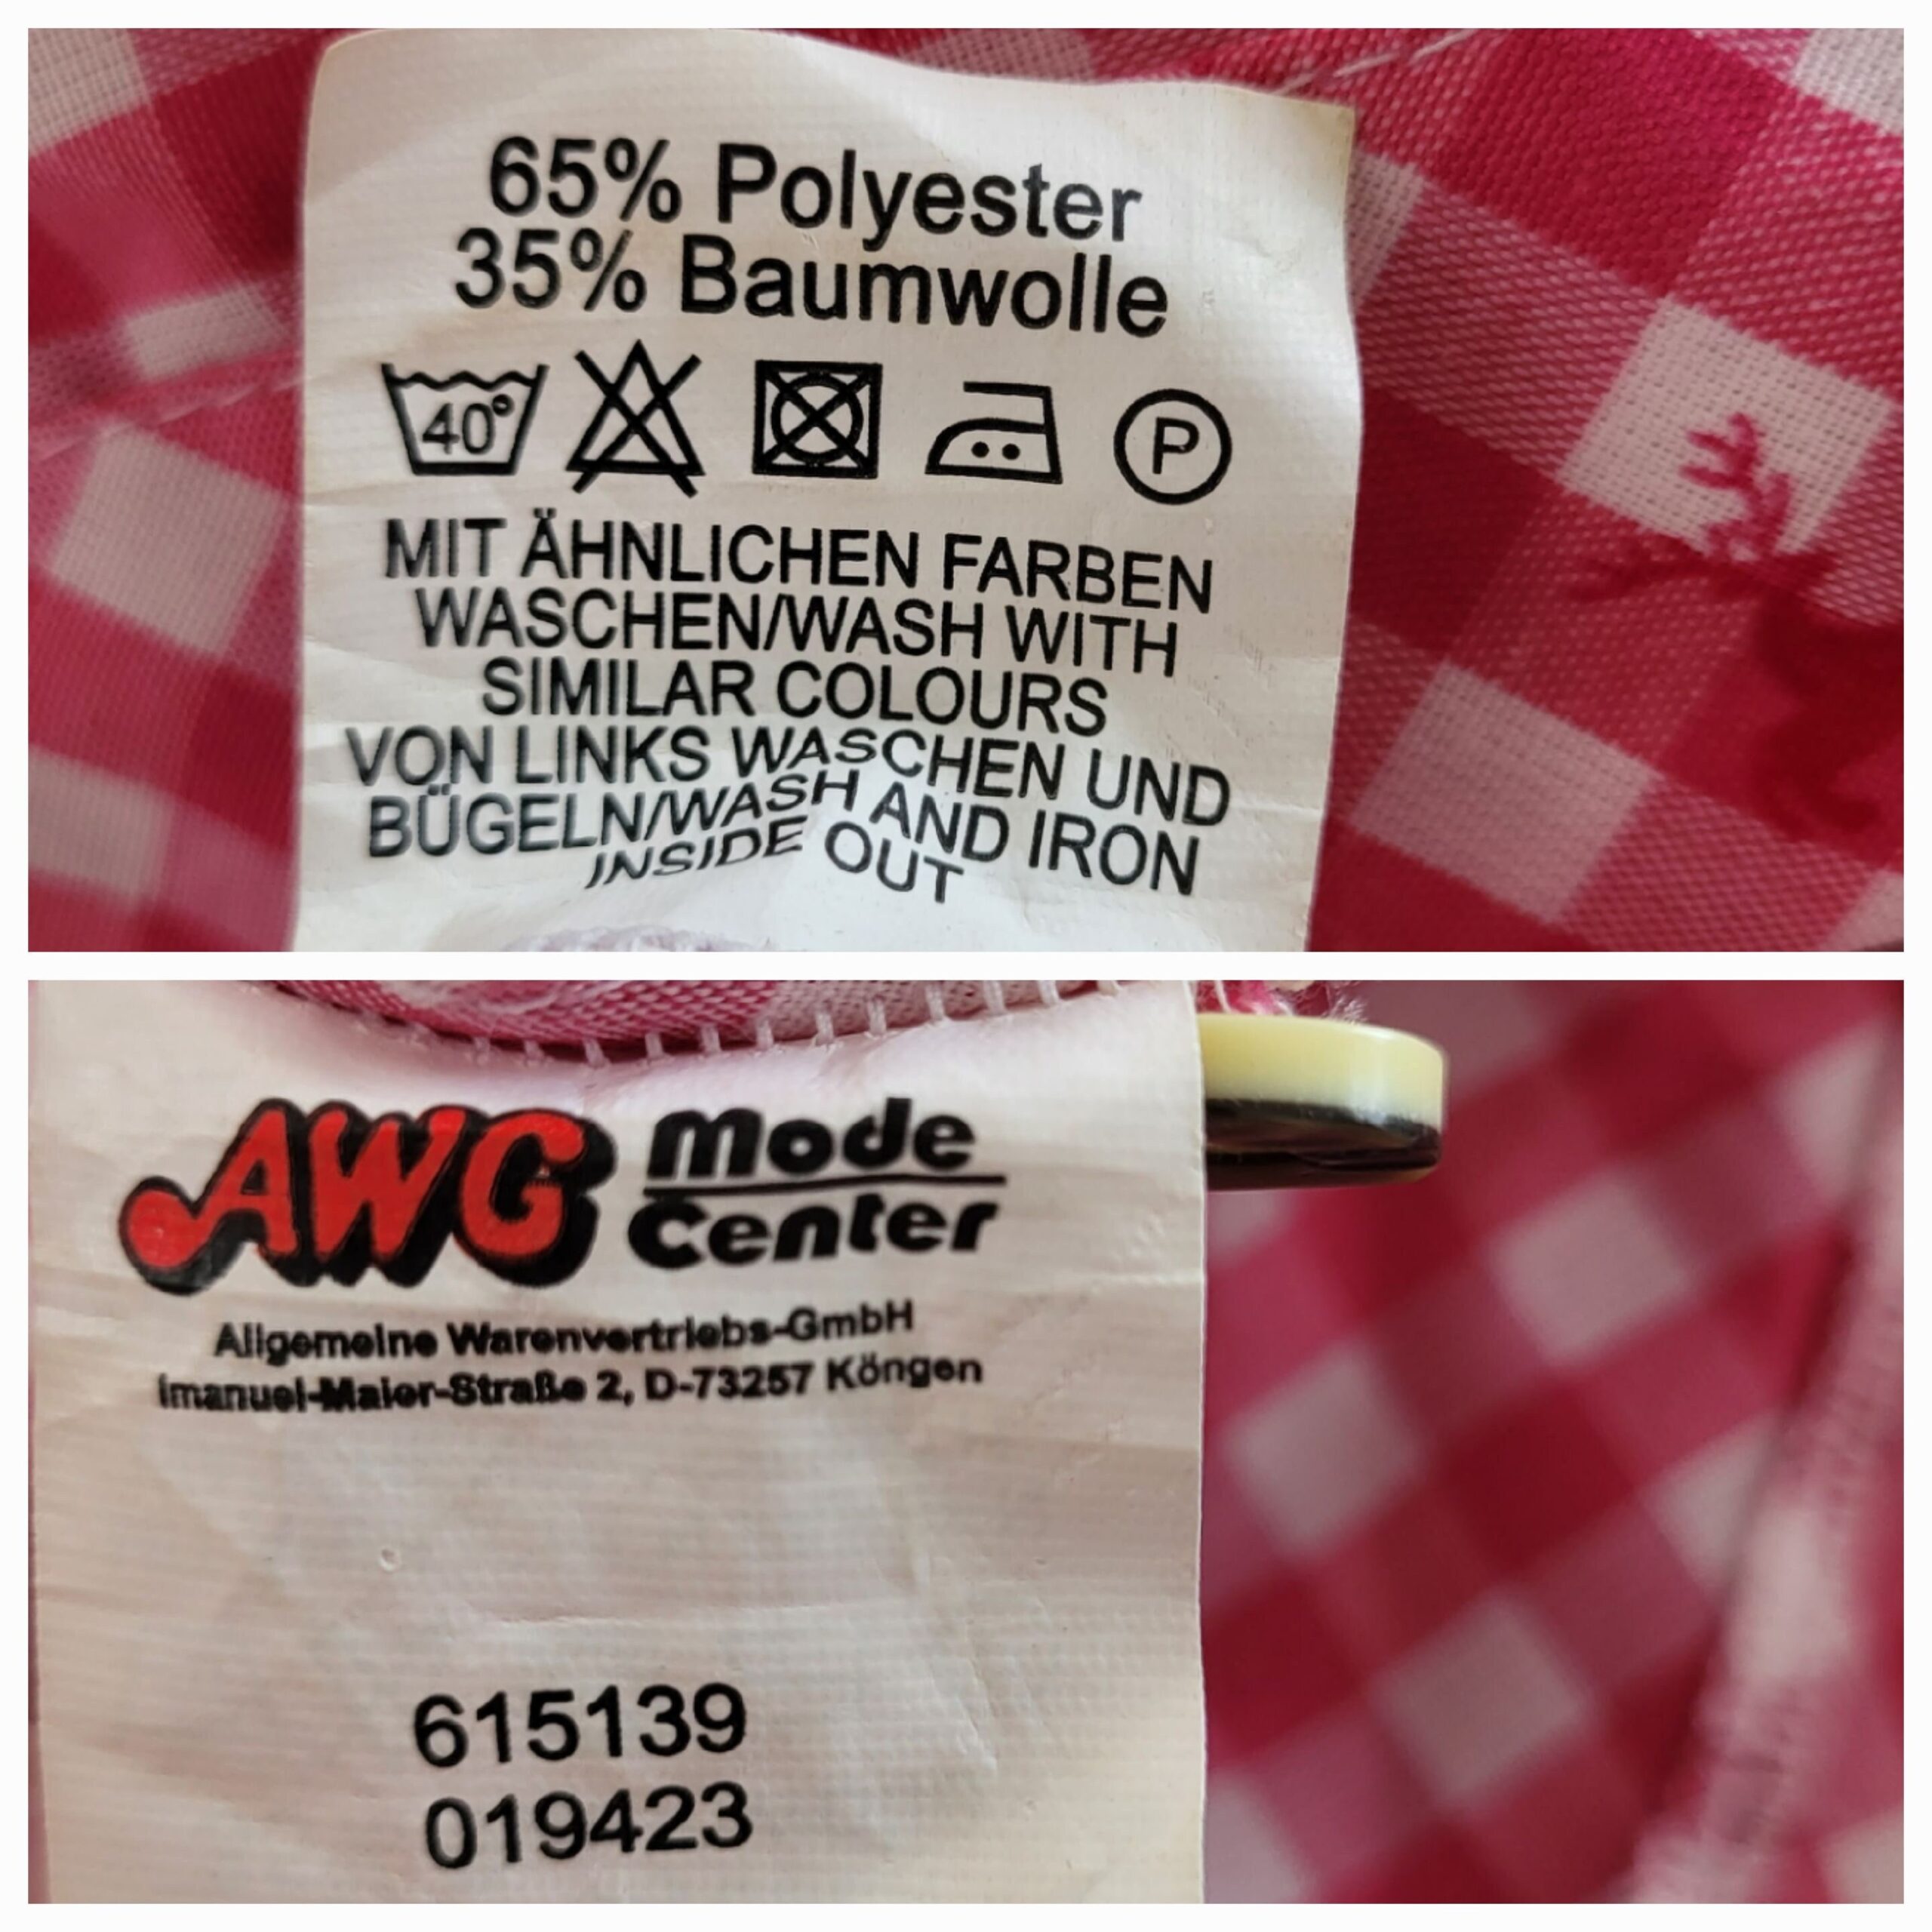 65% Polyester
35% Baumwolle
40°
P
MIT ÄHNLICHEN FARBEN
WASCHEN/WASH WITH
SIMILAR COLOURS
VON LINKS WASCHEN UND
BÜGELN/WASH AND IRON
INSIDE OUT
AWG Mode
Center
Allgemeine Warenvertriebs-GmbH
Imanuel-Maier-Straße 2, D-73257 Köngen
615139
019423